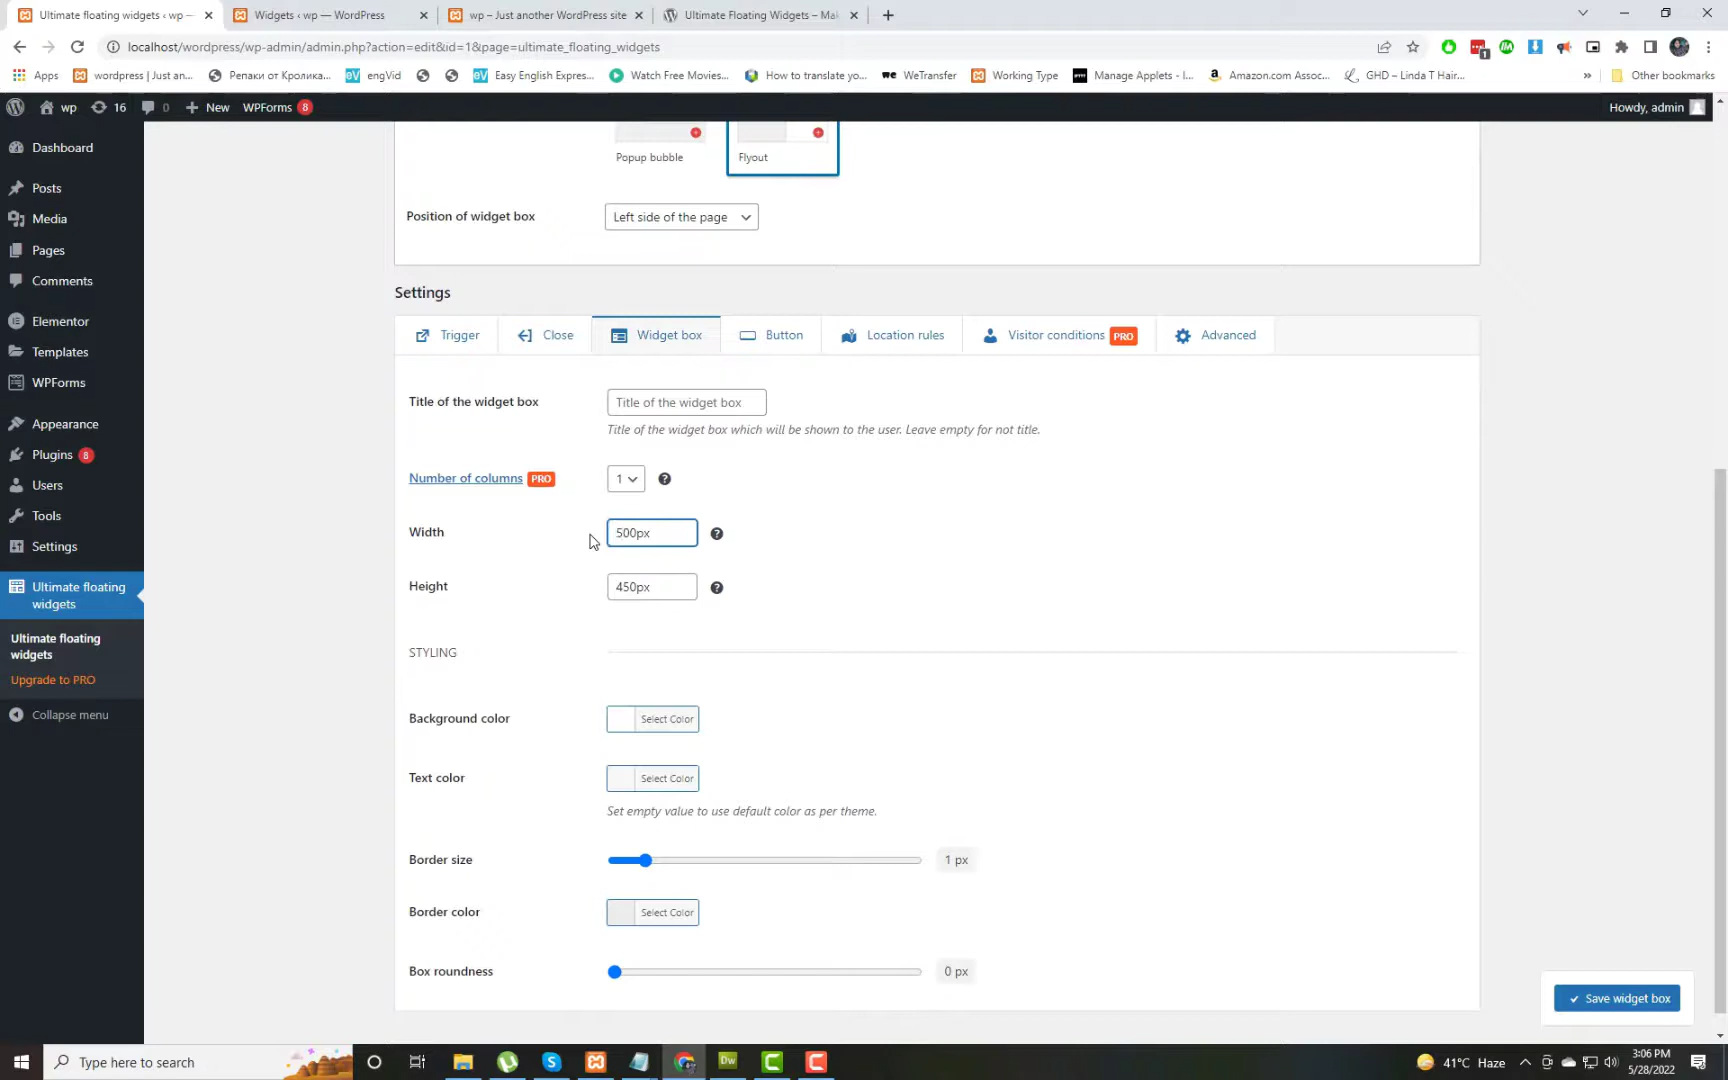 Ultimate floating widgets ‹ wp —
Widgets ‹ wp — WordPress
wp – Just another WordPress site
Ultimate Floating Widgets – Mak
localhost/wordpress/wp-admin/admin.php?action=edit&id=1&page=ultimate_floating_widgets
Apps
wordpress | Just an...
Репаки от Кролика...
engVid
Easy English Expres...
Watch Free Movies...
How to translate yo...
WeTransfer
Working Type
Manage Applets - I...
Amazon.com Assoc...
GHD – Linda T Hair...
»
Other bookmarks
wp
16
0
New
WPForms 8
Howdy, admin
Dashboard
Posts
Media
Pages
Comments
Elementor
Templates
WPForms
Appearance
Plugins 8
Users
Tools
Settings
Ultimate floating
widgets
Ultimate floating
widgets
Upgrade to PRO
Collapse menu
Popup bubble
Flyout
Position of widget box
Left side of the page
Settings
Trigger
Close
Widget box
Button
Location rules
Visitor conditions PRO
Advanced
Title of the widget box
Title of the widget box
Title of the widget box which will be shown to the user. Leave empty for not title.
Number of columns PRO
1
Width
500px
Height
450px
STYLING
Background color
Select Color
Text color
Select Color
Set empty value to use default color as per theme.
Border size
1 px
Border color
Select Color
Box roundness
0 px
Save widget box
Type here to search
Dw
41°C Haze
3:06 PM
5/28/2022